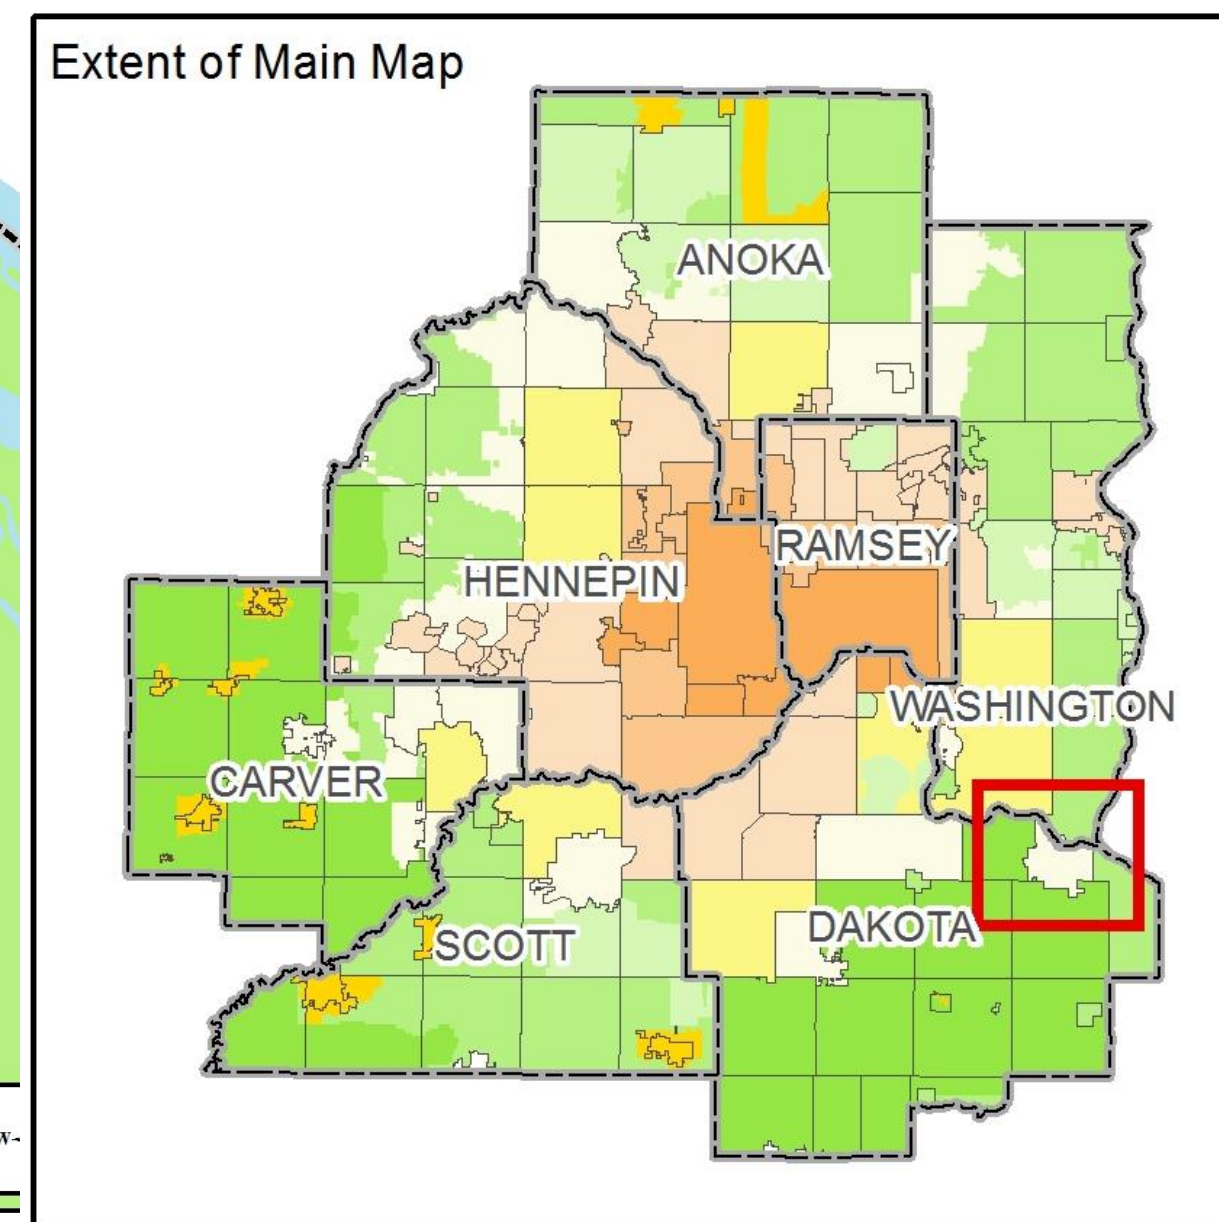 Extent of Main Map
ANOKA
RAMSEY
HENNEPIN
WASHINGTON
CARVER
DAKOTA
SCOTT